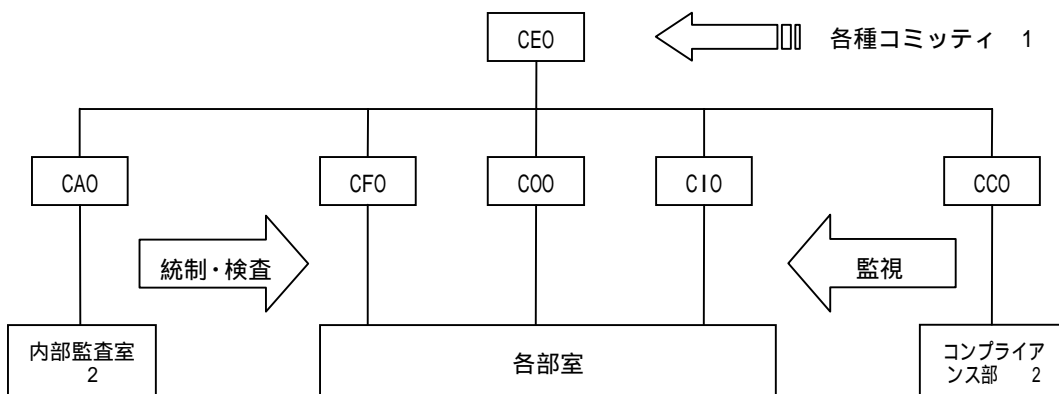 CEO
各種コミッティ 1
CAO
CFO
COO
CIO
CCO
統制・検査
監視
内部監査室
2
各部室
コンプライア
ンス部 2